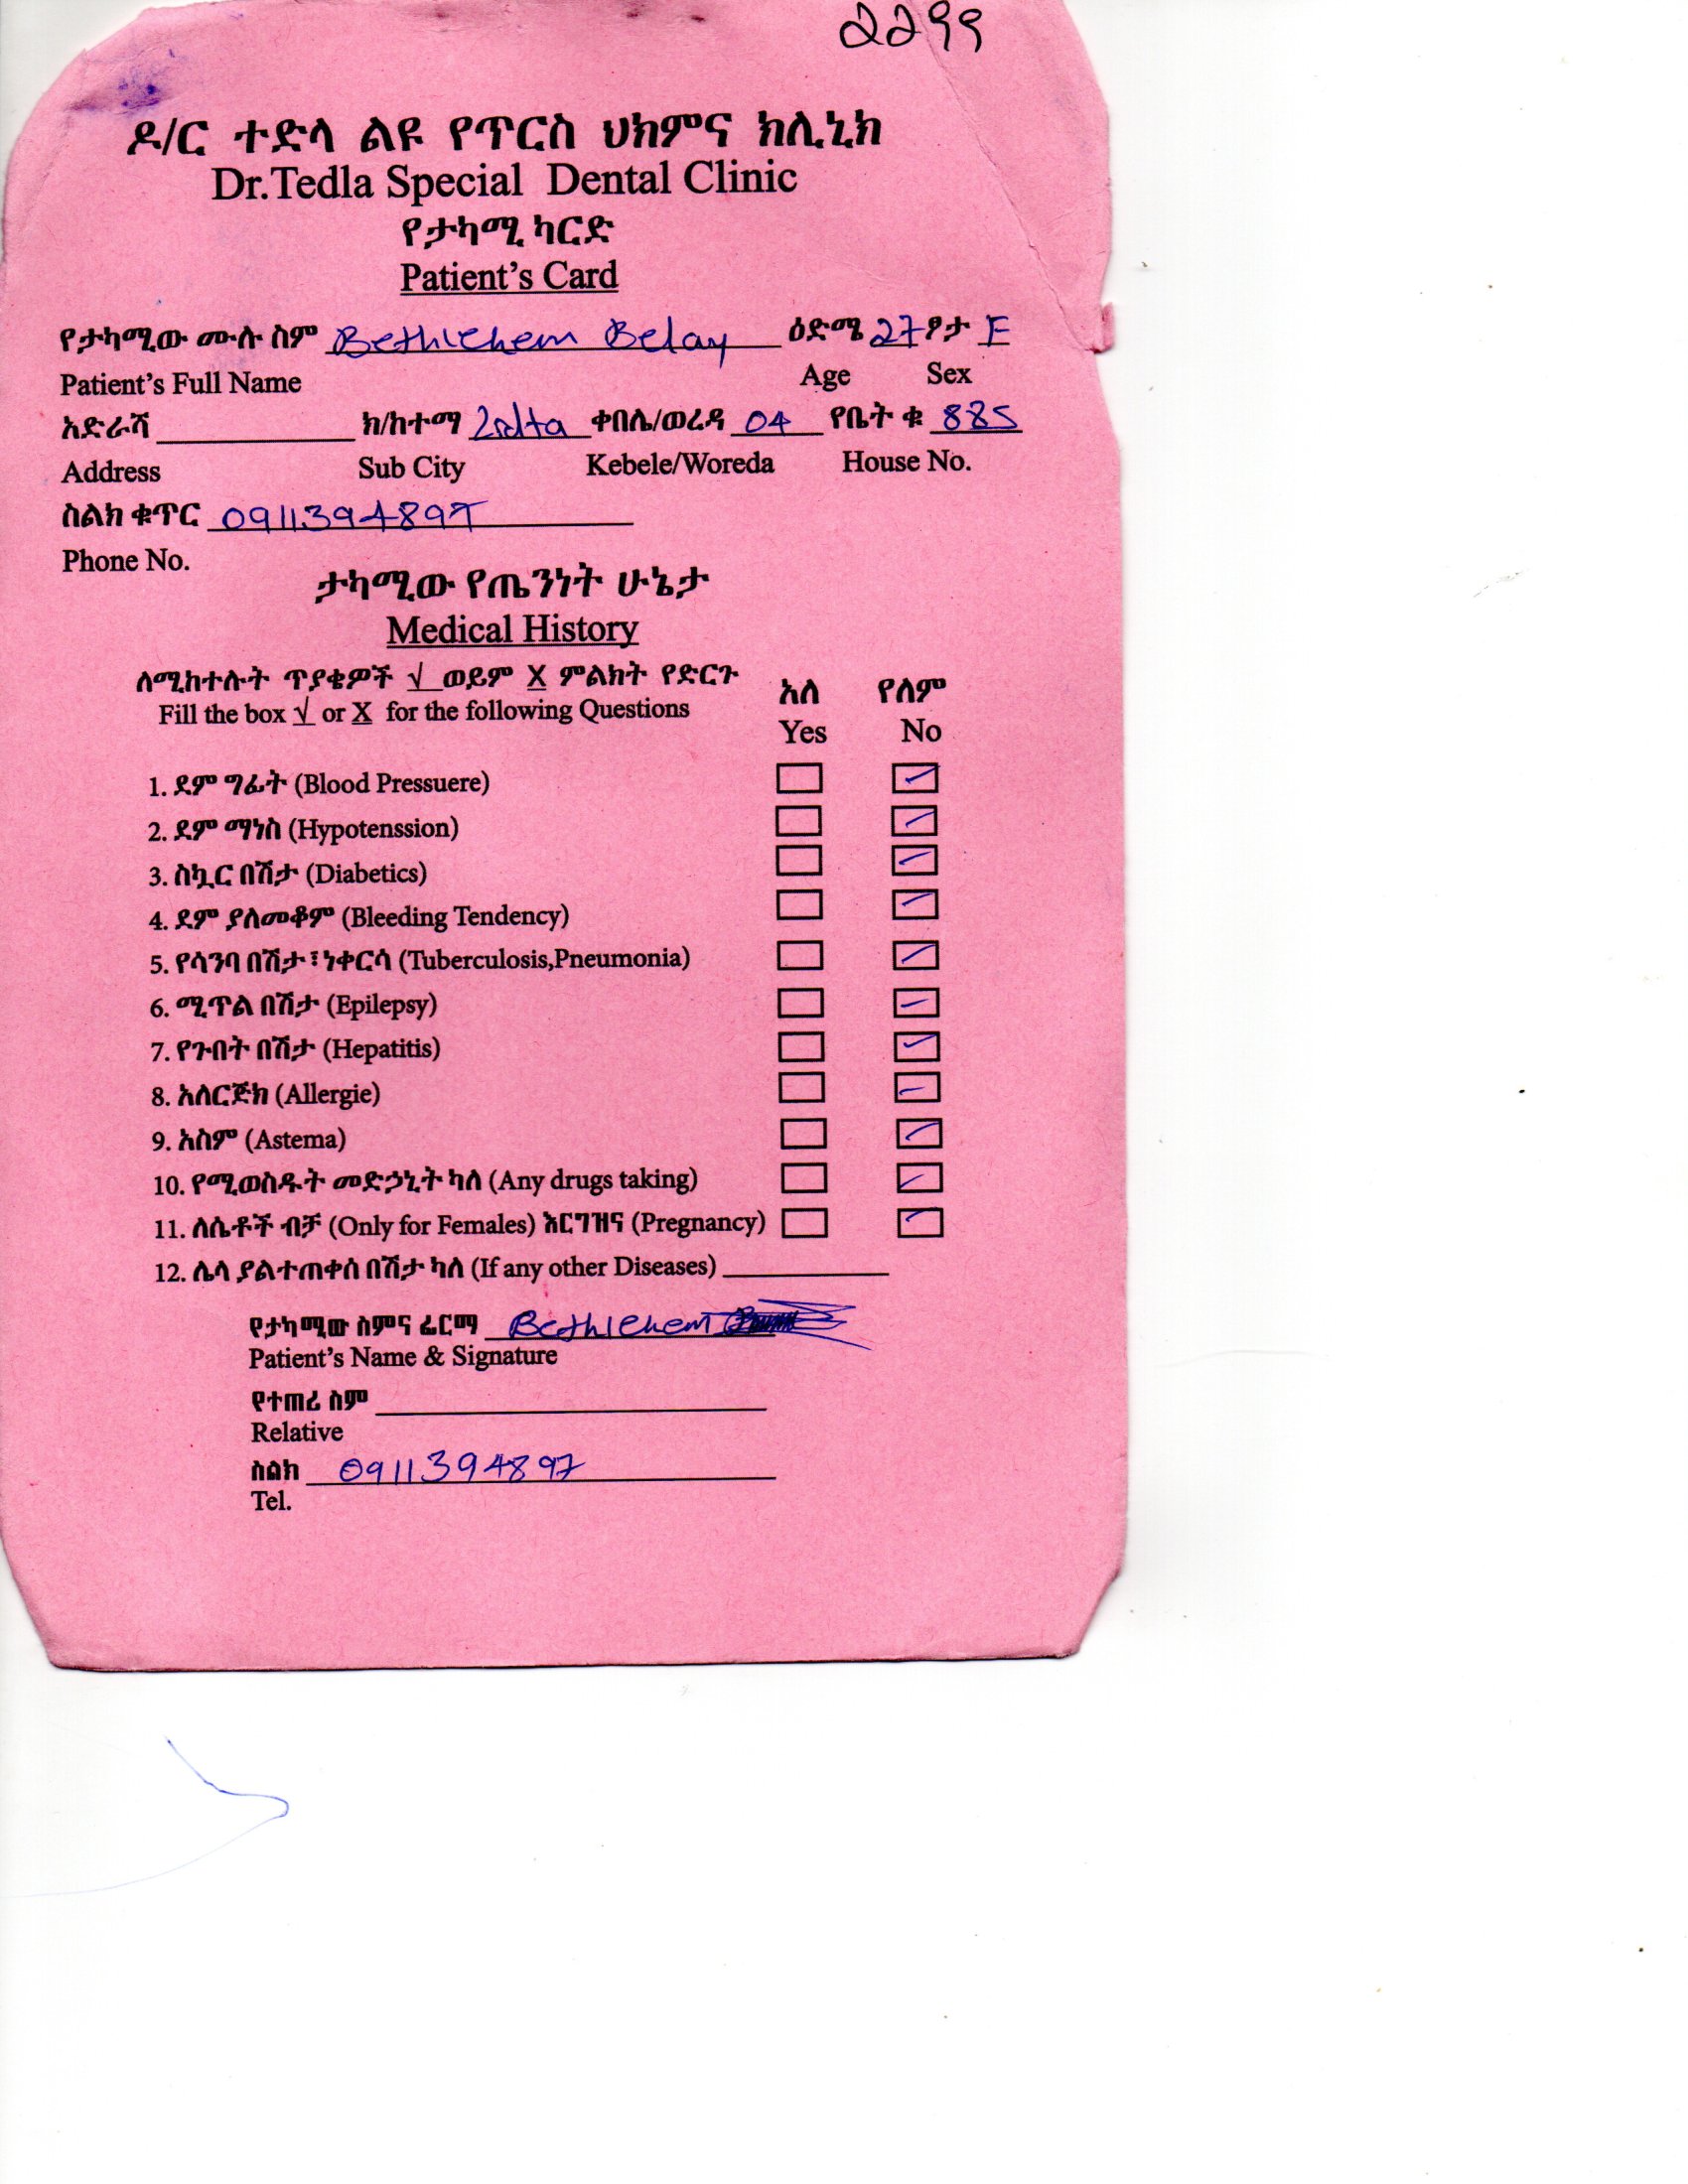 2299
ዶ/ር ተድላ ልዩ የጥርስ ህክምና ክሊኒክ
Dr.Tedla Special Dental Clinic
የታካሚ ካርድ
Patient's Card
የታካሚው ሙሉ ስም Bethlehem Belay ዕድሜ 27 ፆታ F
Patient's Full Name Age Sex
አድራሻ ክ/ከተማ ቀበሌ/ወረዳ 04 የቤት ቁ 885
Address Sub City Kebele/Woreda House No.
ስልክ ቁጥር 0911394897
Phone No.
ታካሚው የጤንነት ሁኔታ
Medical History
ለሚከተሉት ጥያቄዎች √ ወይም X ምልክት የድርጉ አለ የለም
Fill the box √ or X for the following Questions Yes No
1. ደም ግፊት (Blood Pressuere) ✓
2. ደም ማነስ (Hypotenssion) ✓
3. ስኳር በሽታ (Diabetics) ✓
4. ደም ያለመቆም (Bleeding Tendency) ✓
5. የሳንባ በሽታ፣ነቀርሳ (Tuberculosis,Pneumonia) ✓
6. ሚጥል በሽታ (Epilepsy) ✓
7. የጉበት በሽታ (Hepatitis) ✓
8. አለርጅክ (Allergie) ✓
9. አስም (Astema) ✓
10. የሚወስዱት መድኃኒት ካለ (Any drugs taking) ✓
11. ለሴቶች ብቻ (Only for Females) እርግዝና (Pregnancy) ✓
12. ሌላ ያልተጠቀሰ በሽታ ካለ (If any other Diseases)
የታካሚው ስምና ፊርማ Bethlehem
Patient's Name & Signature
የተጠሪ ስም
Relative
ስልክ 0911394897
Tel.